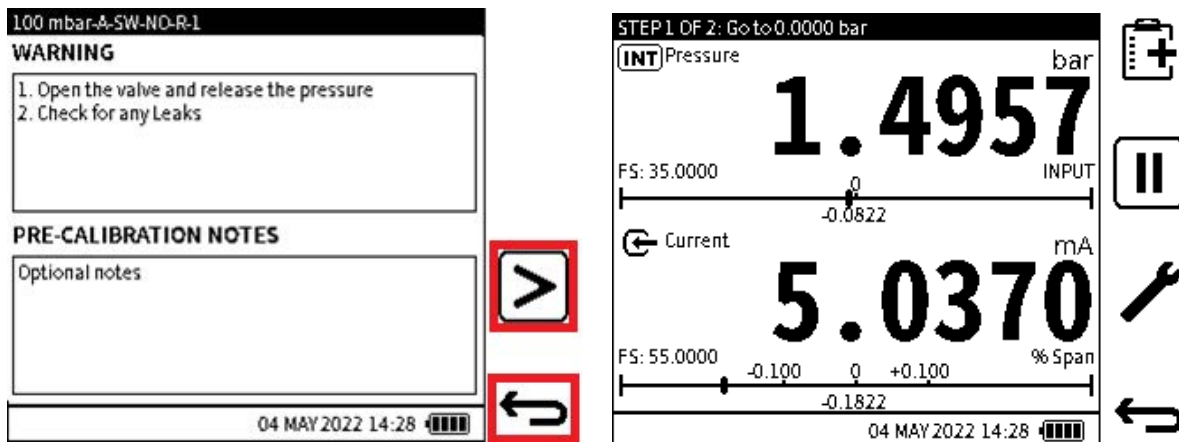 100 mbar-A-SW-NO-R-1
WARNING
1. Open the valve and release the pressure
2. Check for any Leaks
PRE-CALIBRATION NOTES
Optional notes
04 MAY 2022 14:28
STEP 1 OF 2: Go to 0.0000 bar
INT Pressure
bar
1.4957
FS: 35.0000
INPUT
0
-0.0822
Current
mA
5.0370
FS: 55.0000
% Span
-0.100 0 +0.100
-0.1822
04 MAY 2022 14:28